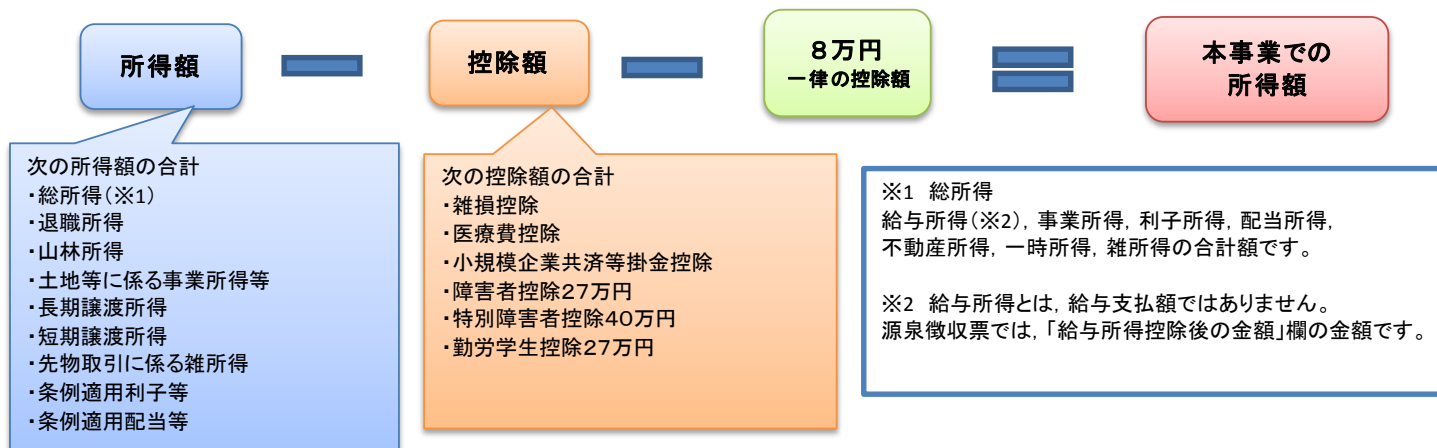 所得額
控除額
８万円
一律の控除額
本事業での
所得額
次の所得額の合計
・総所得(※1)
・退職所得
・山林所得
・土地等に係る事業所得等
・長期譲渡所得
・短期譲渡所得
・先物取引に係る雑所得
・条例適用利子等
・条例適用配当等
次の控除額の合計
・雑損控除
・医療費控除
・小規模企業共済等掛金控除
・障害者控除２７万円
・特別障害者控除４０万円
・勤労学生控除２７万円
※1 総所得
給与所得(※2), 事業所得, 利子所得, 配当所得,
不動産所得, 一時所得, 雑所得の合計額です。
※2 給与所得とは, 給与支払額ではありません。
源泉徴収票では, 「給与所得控除後の金額」欄の金額です。